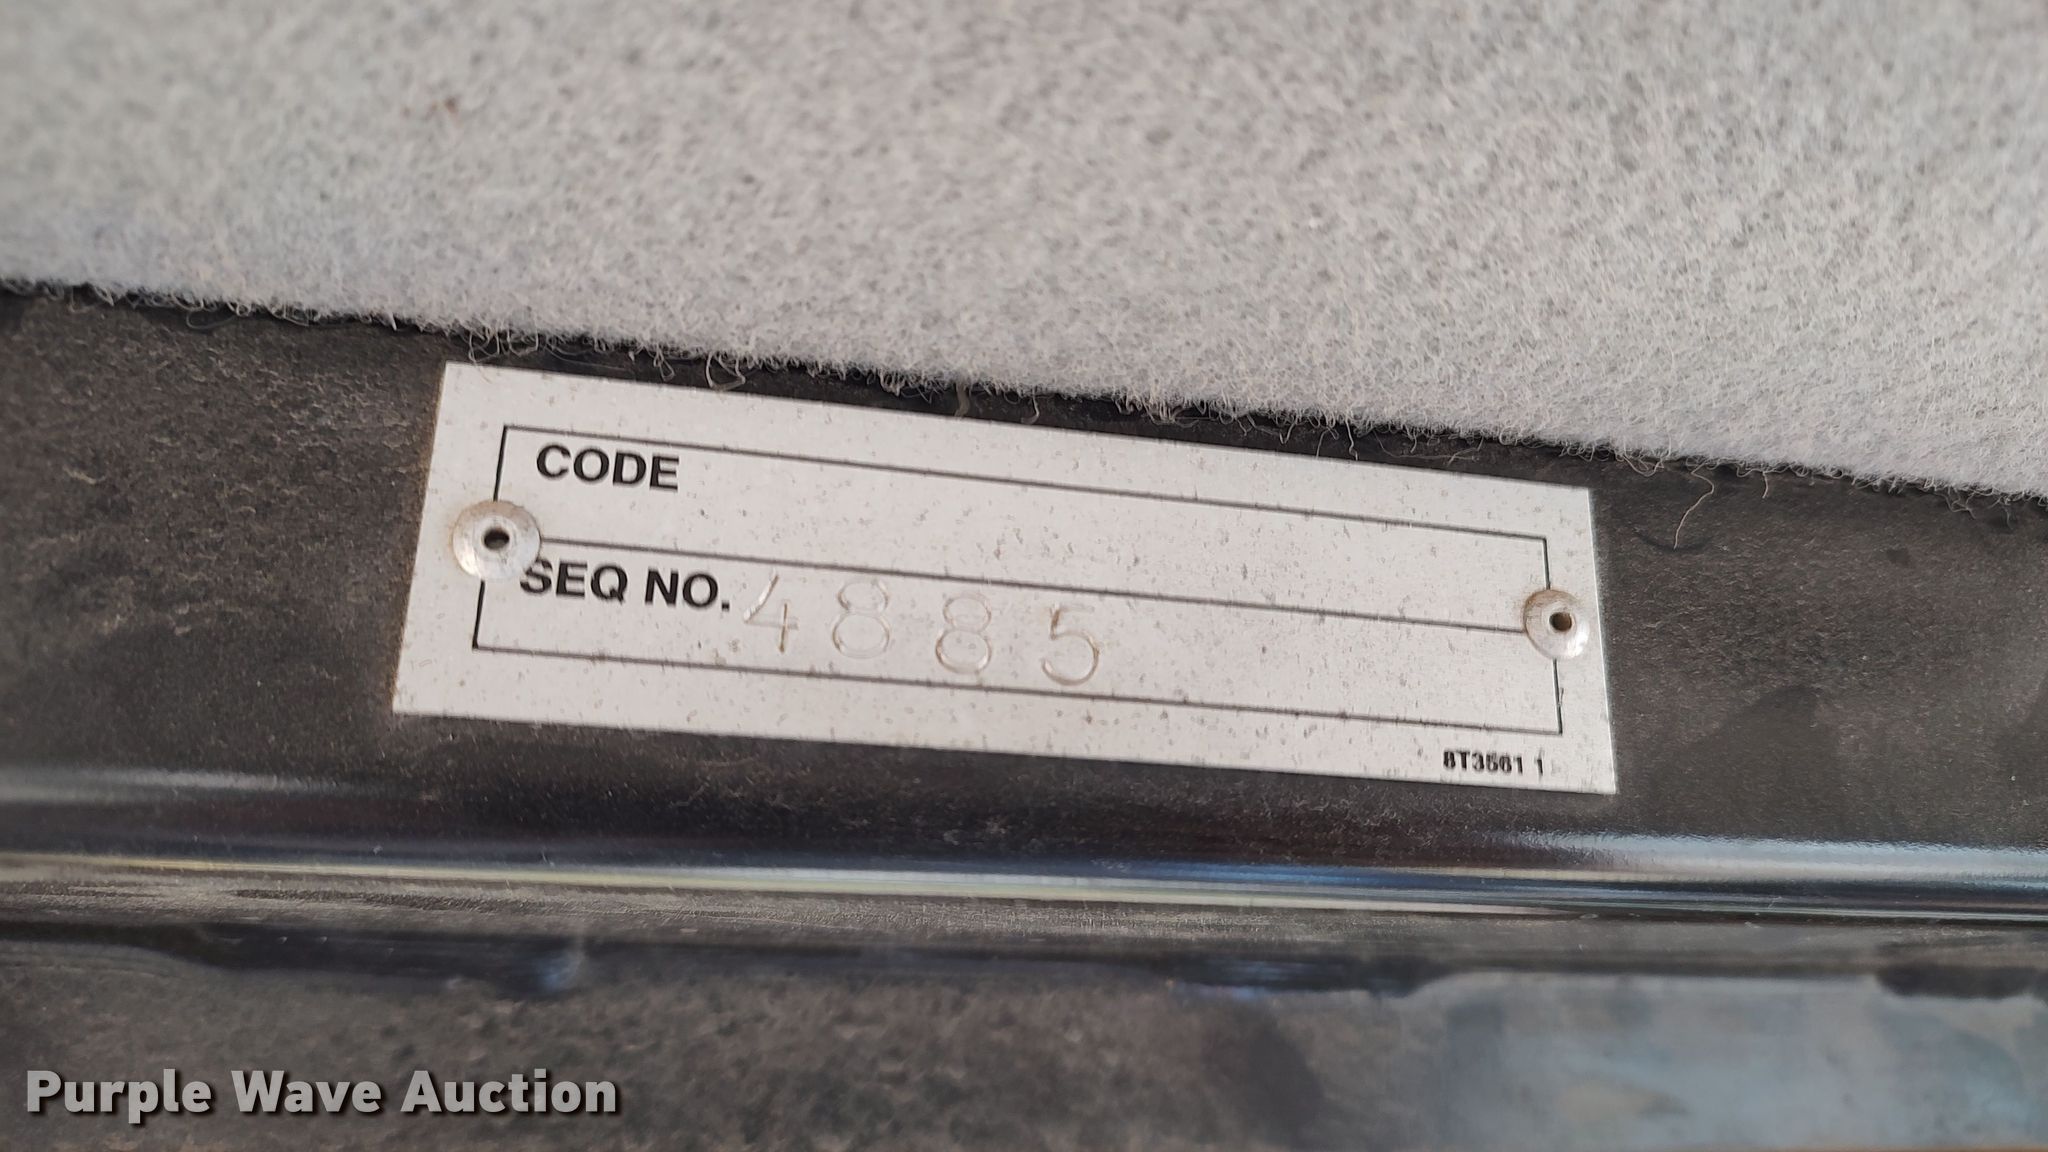 CODE
SEQ NO. 4885
8T3561 1
Purple Wave Auction